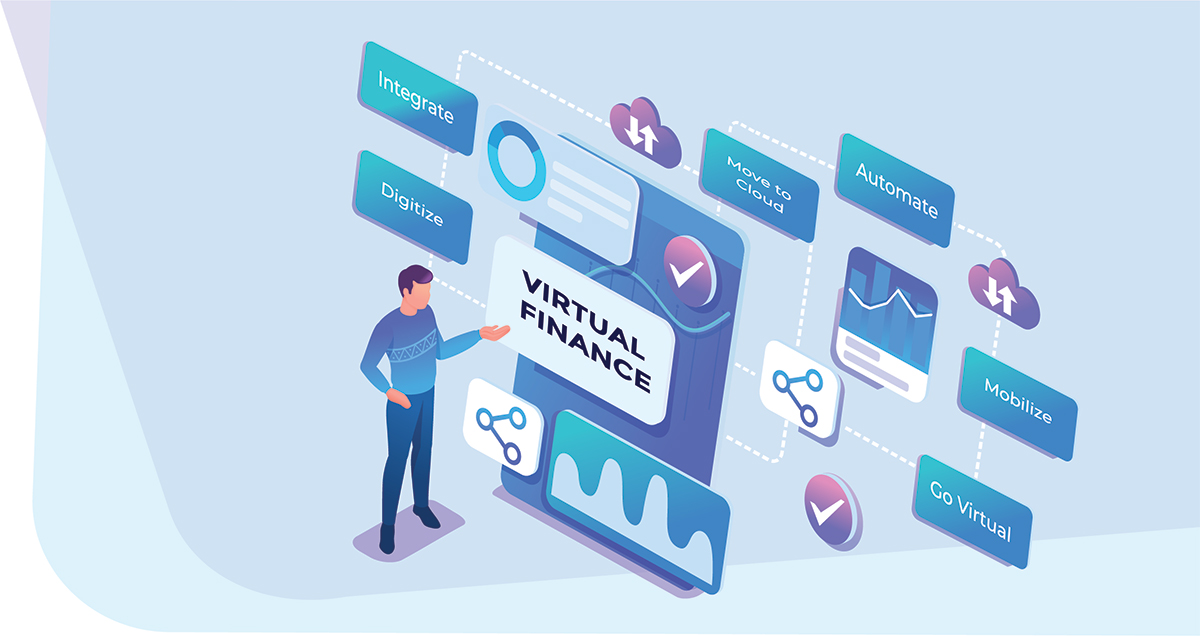 Integrate
Digitize
VIRTUAL
FINANCE
Move to
Cloud
Automate
Mobilize
Go Virtual